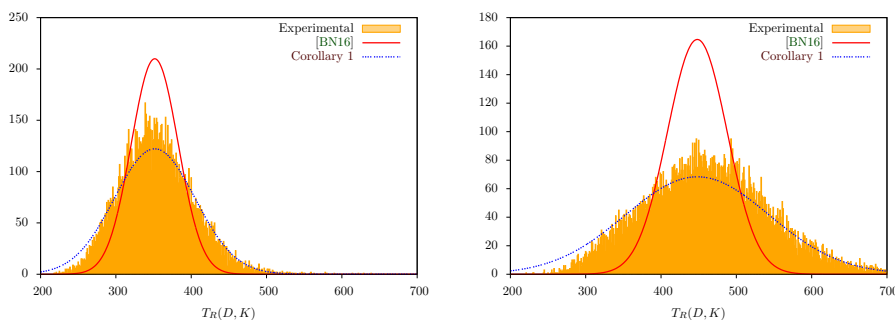 250
200
150
100
50
0
200 300 400 500 600 700
T_R(D, K)
Experimental
[BN16]
Corollary 1
180
160
140
120
100
80
60
40
20
0
200 300 400 500 600 700
T_R(D, K)
Experimental
[BN16]
Corollary 1